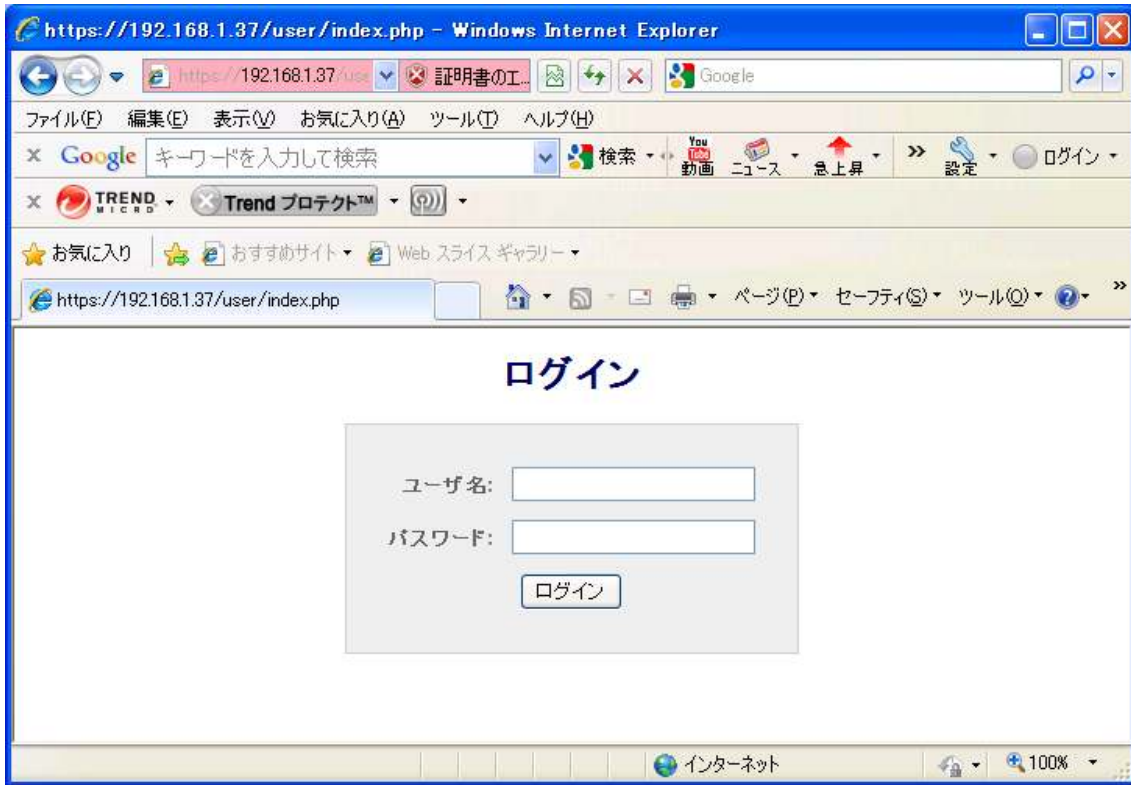 https://192.168.1.37/user/index.php - Windows Internet Explorer
https://192.168.1.37/use 証明書のエ... Google
ファイル(F) 編集(E) 表示(V) お気に入り(A) ツール(T) ヘルプ(H)
x Google キーワードを入力して検索 検索 You Tube 動画 ニュース 急上昇 >> 設定 ログイン
x TREND MICRO Trend プロテクト™
お気に入り おすすめサイト Web スライス ギャラリー
https://192.168.1.37/user/index.php ページ(P) セーフティ(S) ツール(O) >>
ログイン
ユーザ名:
パスワード:
ログイン
インターネット 100%